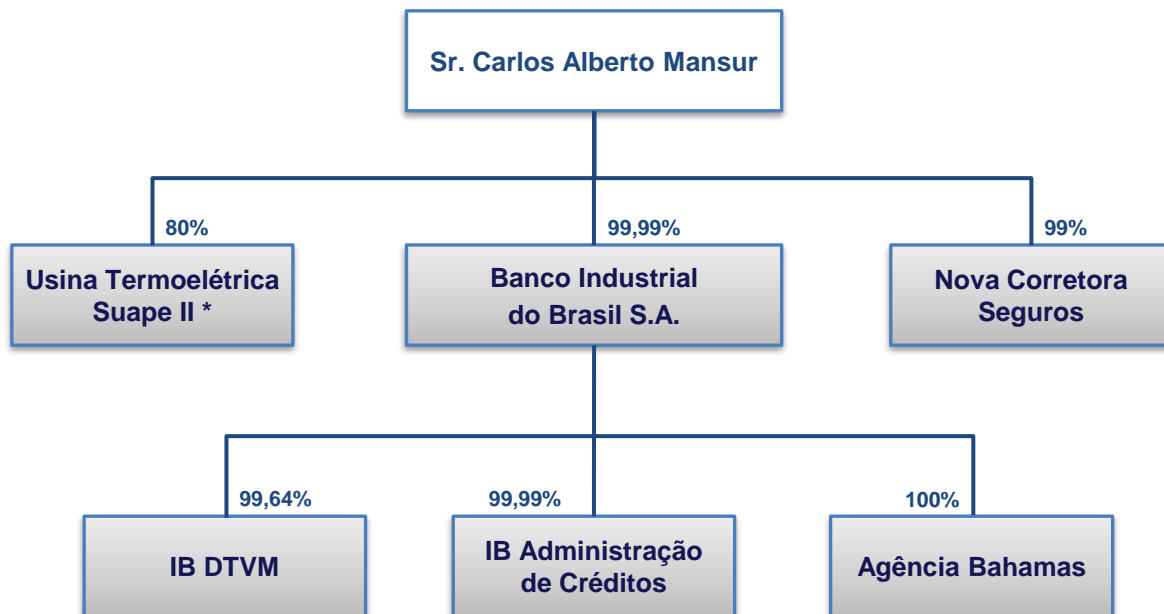 Sr. Carlos Alberto Mansur
80%
99,99%
99%
Usina Termoelétrica
Suape II *
Banco Industrial
do Brasil S.A.
Nova Corretora
Seguros
99,64%
99,99%
100%
IB DTVM
IB Administração
de Créditos
Agência Bahamas